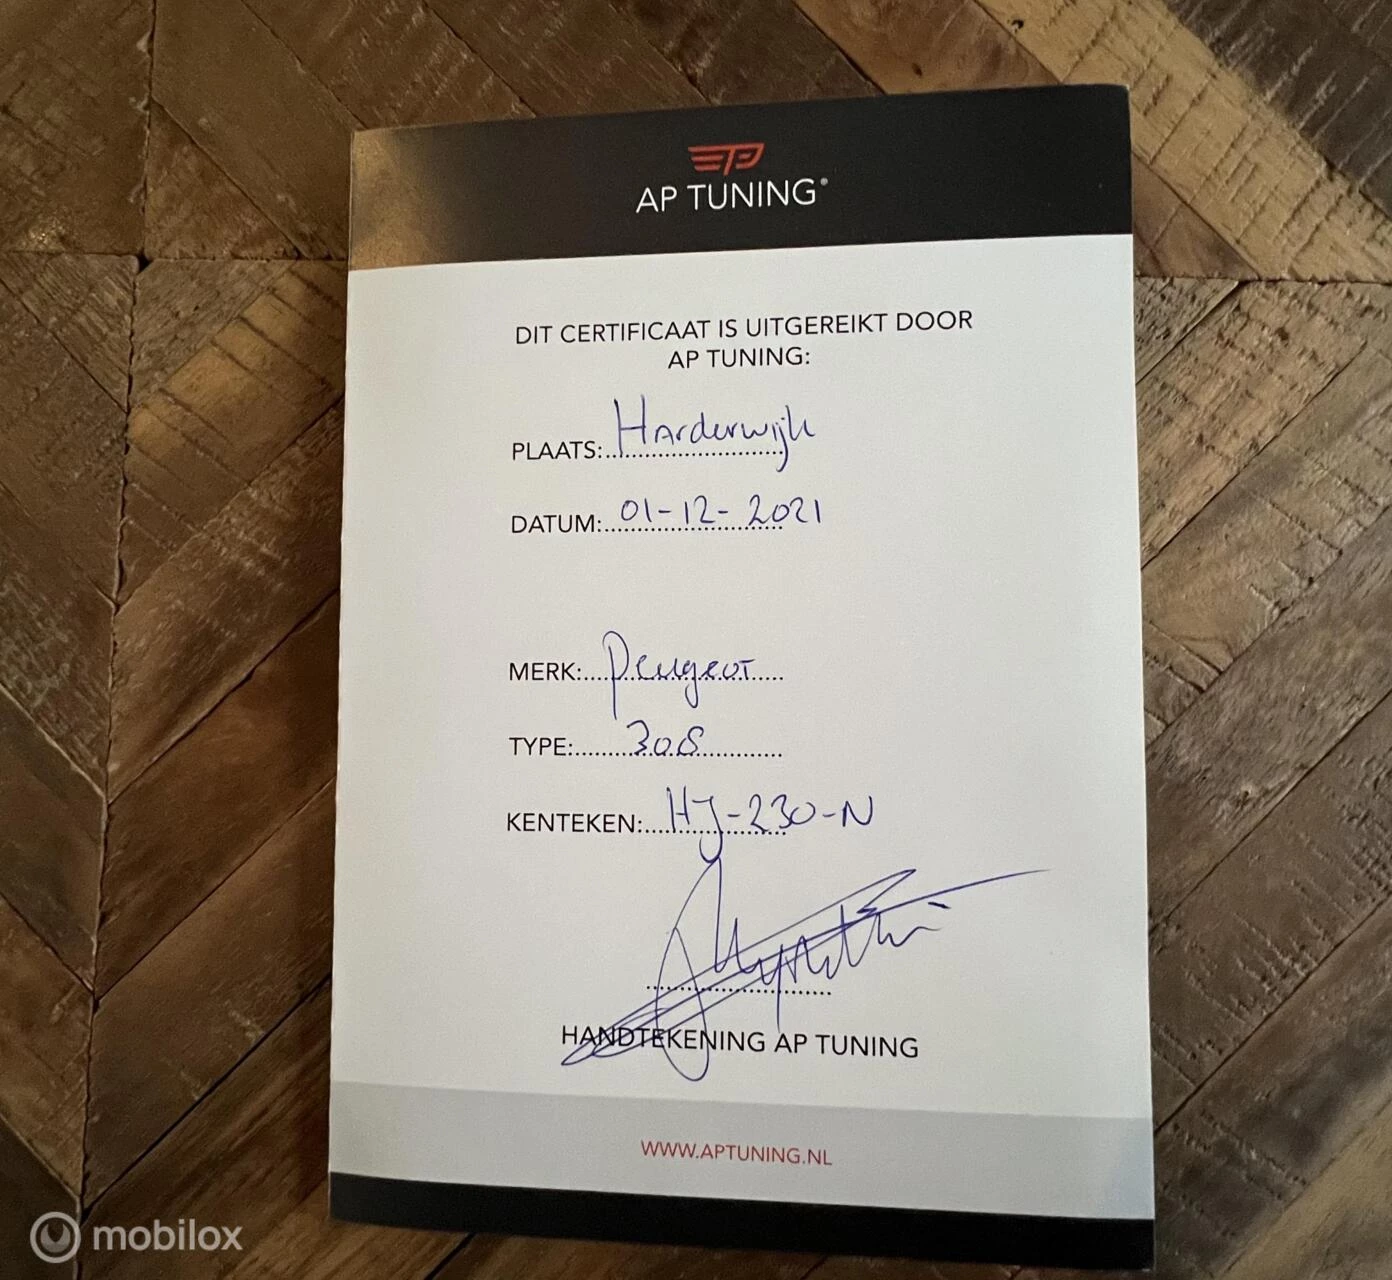 AP TUNING®
DIT CERTIFICAAT IS UITGEREIKT DOOR
AP TUNING:
PLAATS: Harderwijk
DATUM: 01-12-2021
MERK: Peugeot
TYPE: 308
KENTEKEN: HJ-230-N
HANDTEKENING AP TUNING
WWW.APTUNING.NL
mobilox